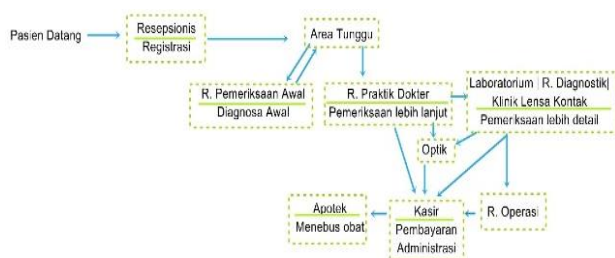 Pasien Datang
Resepsionis
Registrasi
Area Tunggu
R. Pemeriksaan Awal
Diagnosa Awal
R. Praktik Dokter
Pemeriksaan lebih lanjut
Laboratorium | R. Diagnostik|
Klinik Lensa Kontak
Pemeriksaan lebih detail
Optik
Apotek
Menebus obat
Kasir
Pembayaran
Administrasi
R. Operasi